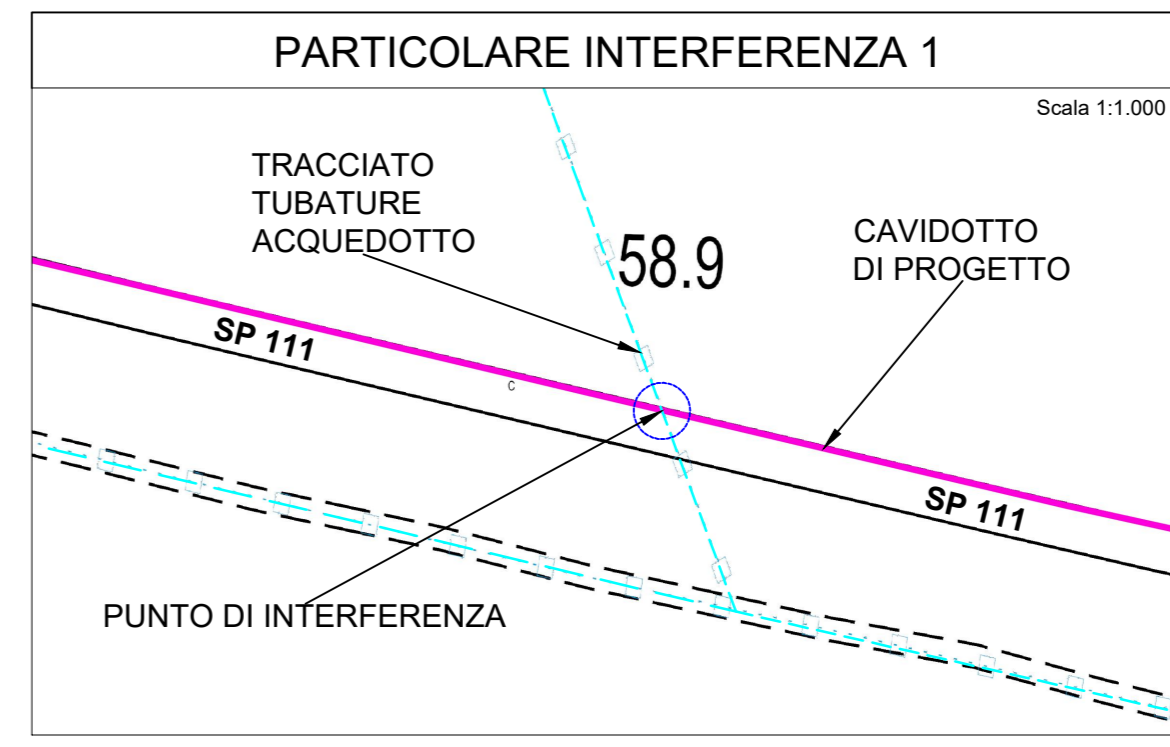 PARTICOLARE INTERFERENZA 1
Scala 1:1.000
TRACCIATO
TUBATURE
ACQUEDOTTO
58.9
CAVIDOTTO
DI PROGETTO
SP 111
C
SP 111
PUNTO DI INTERFERENZA